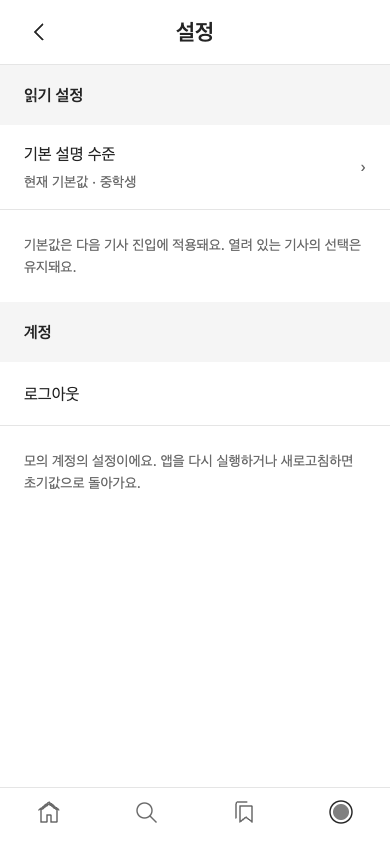 설정
읽기 설정
기본 설명 수준
현재 기본값 · 중학생
기본값은 다음 기사 진입에 적용돼요. 열려 있는 기사의 선택은
유지돼요.
계정
로그아웃
모의 계정의 설정이에요. 앱을 다시 실행하거나 새로고침하면
초기값으로 돌아가요.